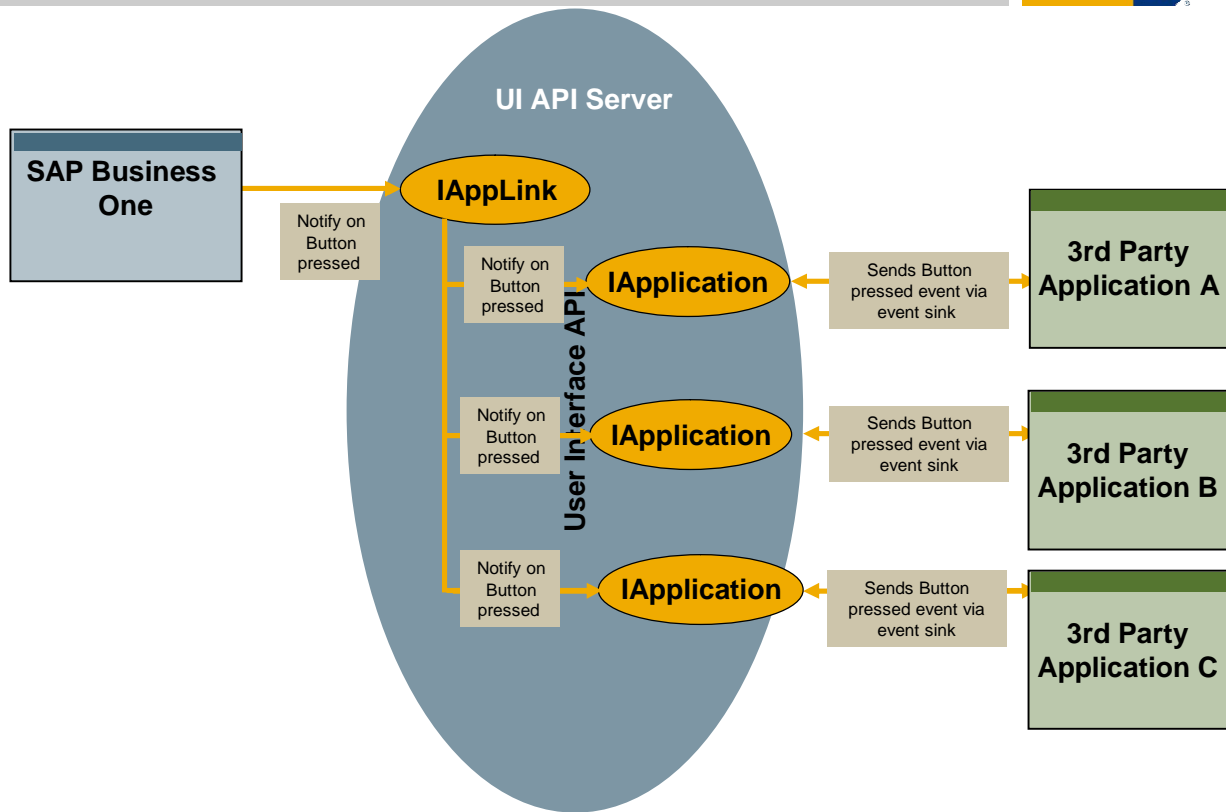 UI API Server
SAP Business
One
IAppLink
Notify on
Button
pressed
Notify on
Button
pressed
IApplication
Sends Button
pressed event via
event sink
3rd Party
Application A
User Interface API
Notify on
Button
pressed
IApplication
Sends Button
pressed event via
event sink
3rd Party
Application B
Notify on
Button
pressed
IApplication
Sends Button
pressed event via
event sink
3rd Party
Application C